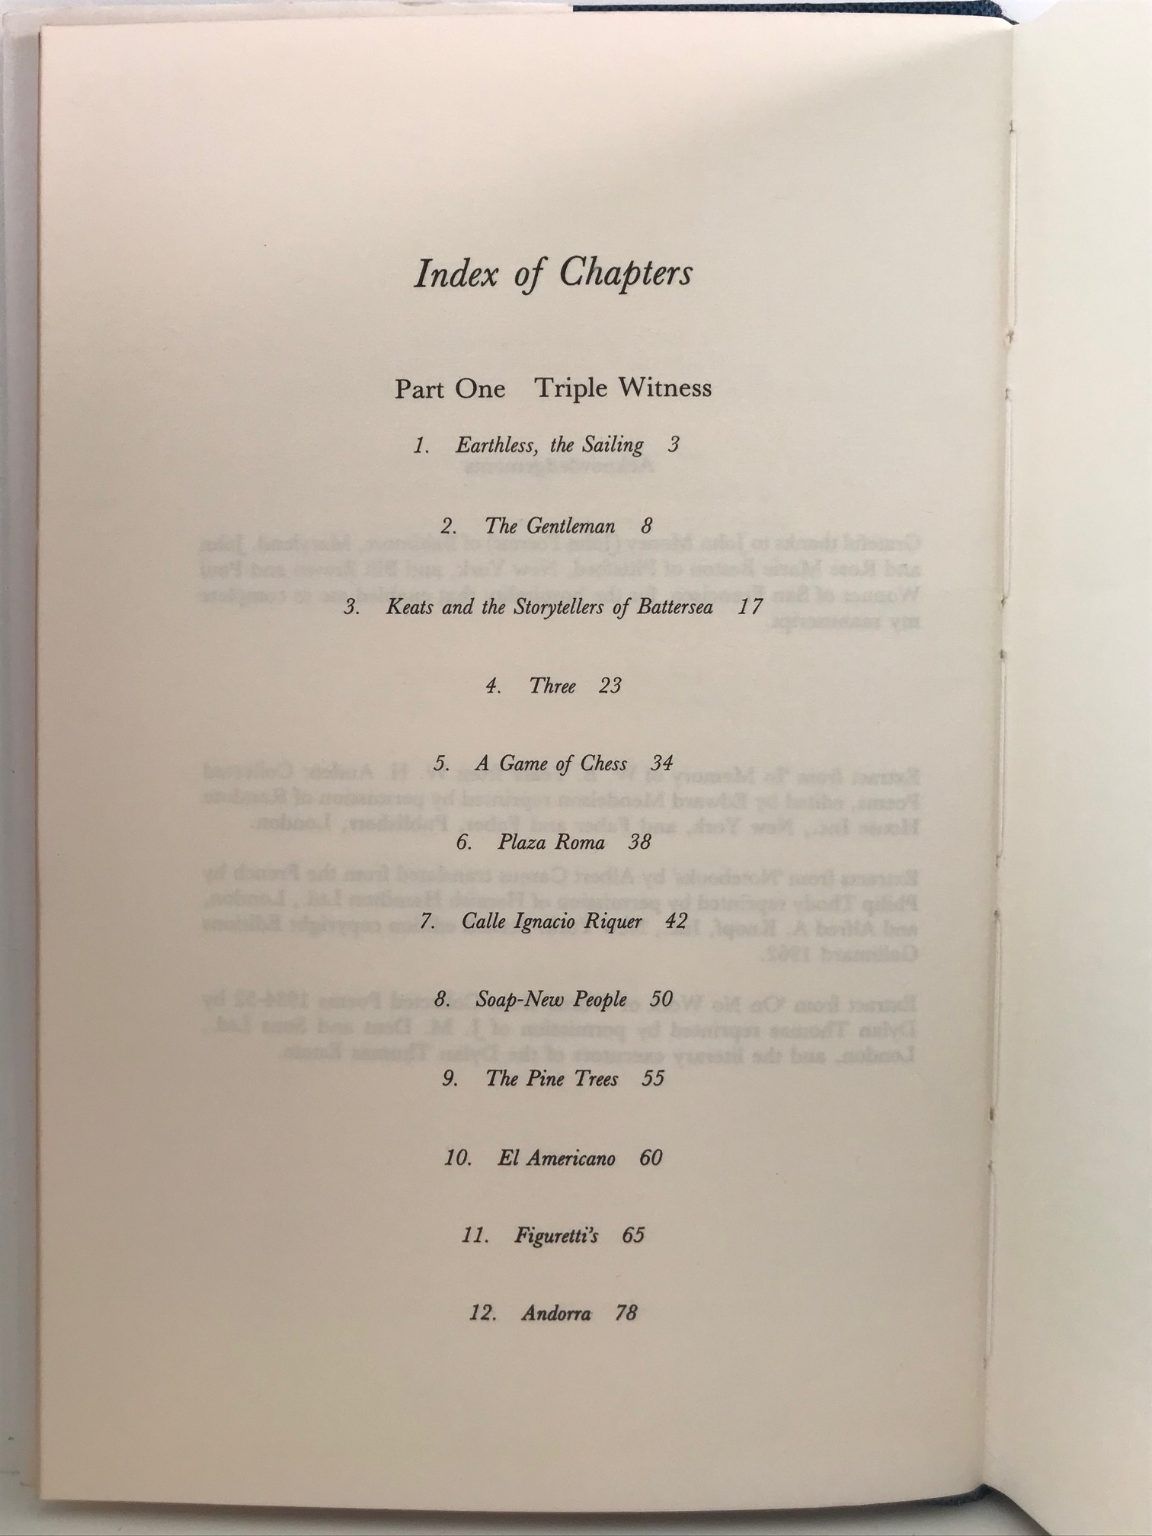 Index of Chapters
Part One Triple Witness
1. Earthless, the Sailing 3
2. The Gentleman 8
3. Keats and the Storytellers of Battersea 17
4. Three 23
5. A Game of Chess 34
6. Plaza Roma 38
7. Calle Ignacio Riquer 42
8. Soap-New People 50
9. The Pine Trees 55
10. El Americano 60
11. Figuretti's 65
12. Andorra 78